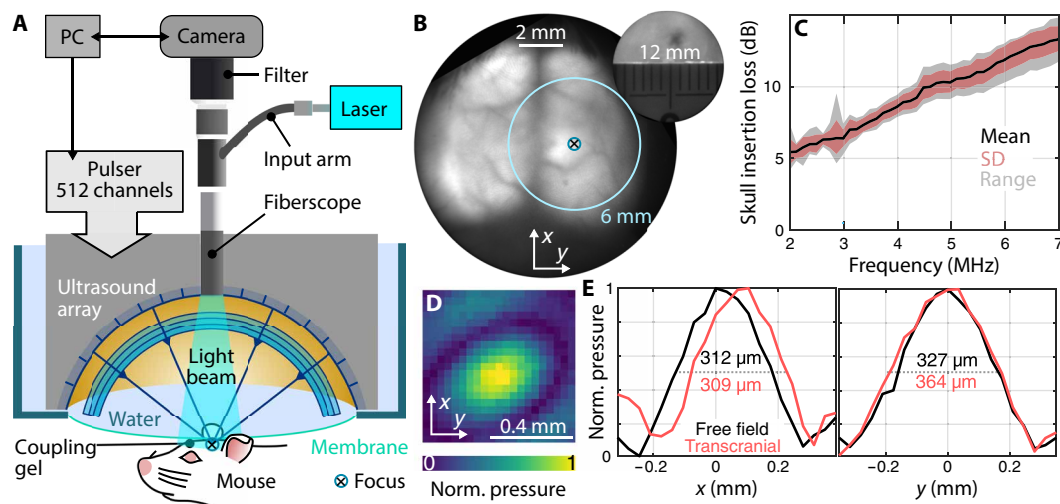 A
PC
Camera
Filter
Laser
Input arm
Pulser
512 channels
Fiberscope
Ultrasound
array
Light
beam
Water
Coupling
gel
Membrane
Mouse
Focus
B
2 mm
12 mm
6 mm
x
y
C
Skull insertion loss (dB)
10
5
0
2
3
4
5
6
7
Frequency (MHz)
Mean
SD
Range
D
x
y
0.4 mm
0
1
Norm. pressure
E
Norm. pressure
1
0
312 µm
309 µm
Free field
Transcranial
−0.2
0
0.2
x (mm)
327 µm
364 µm
−0.2
0
0.2
y (mm)